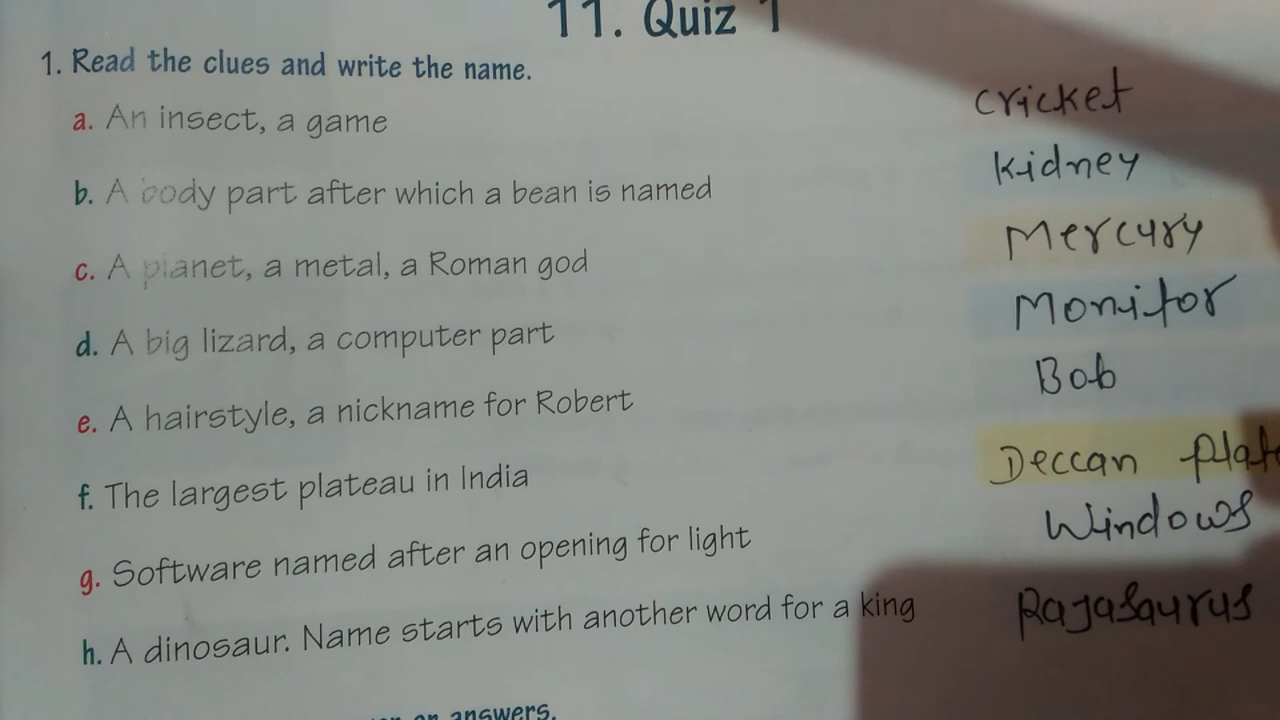 11. Quiz 1
1. Read the clues and write the name.
a. An insect, a game cricket
b. A body part after which a bean is named kidney
c. A planet, a metal, a Roman god Mercury
d. A big lizard, a computer part Monitor
e. A hairstyle, a nickname for Robert Bob
f. The largest plateau in India Deccan plat
g. Software named after an opening for light Windows
h. A dinosaur. Name starts with another word for a king Rajasaurus
answers.